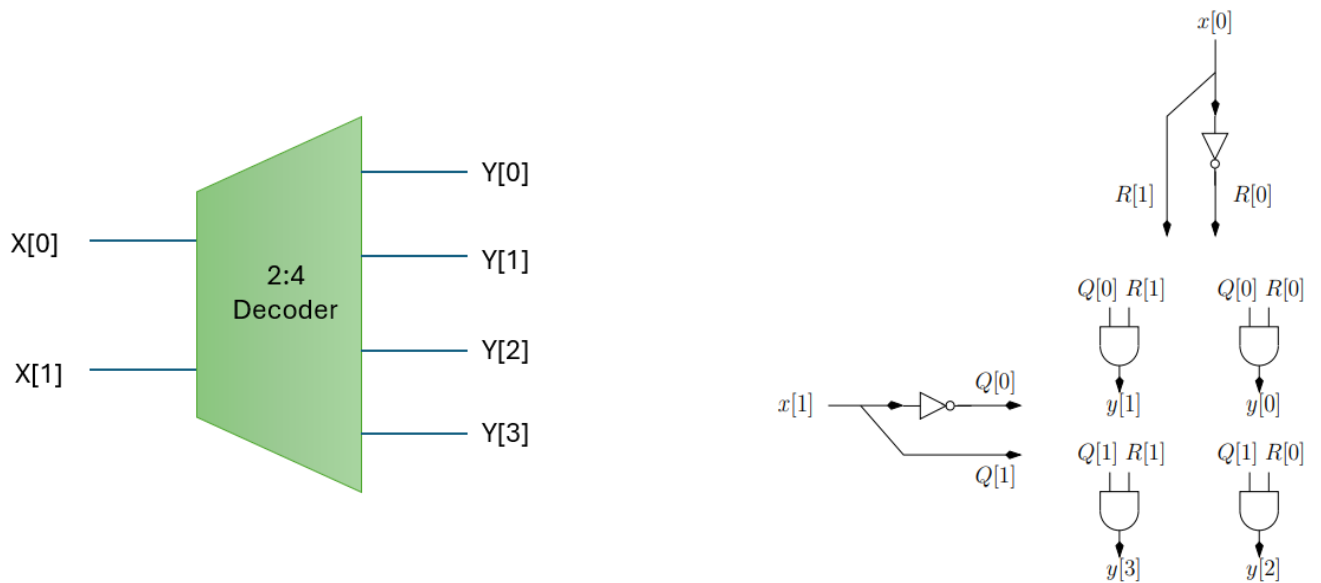 X[0]
X[1]
2:4
Decoder
Y[0]
Y[1]
Y[2]
Y[3]
x[0]
R[1] R[0]
x[1]
Q[0]
Q[1]
Q[0] R[1] Q[0] R[0]
y[1] y[0]
Q[1] R[1] Q[1] R[0]
y[3] y[2]